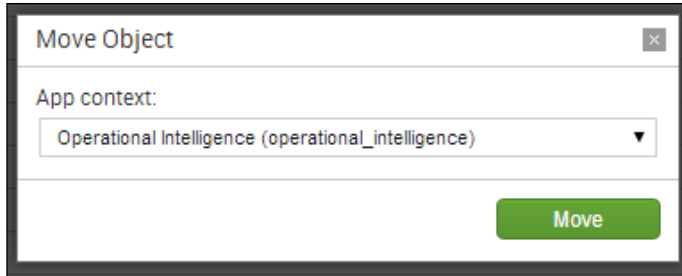 Move Object
App context:
Operational Intelligence (operational_intelligence)
Move